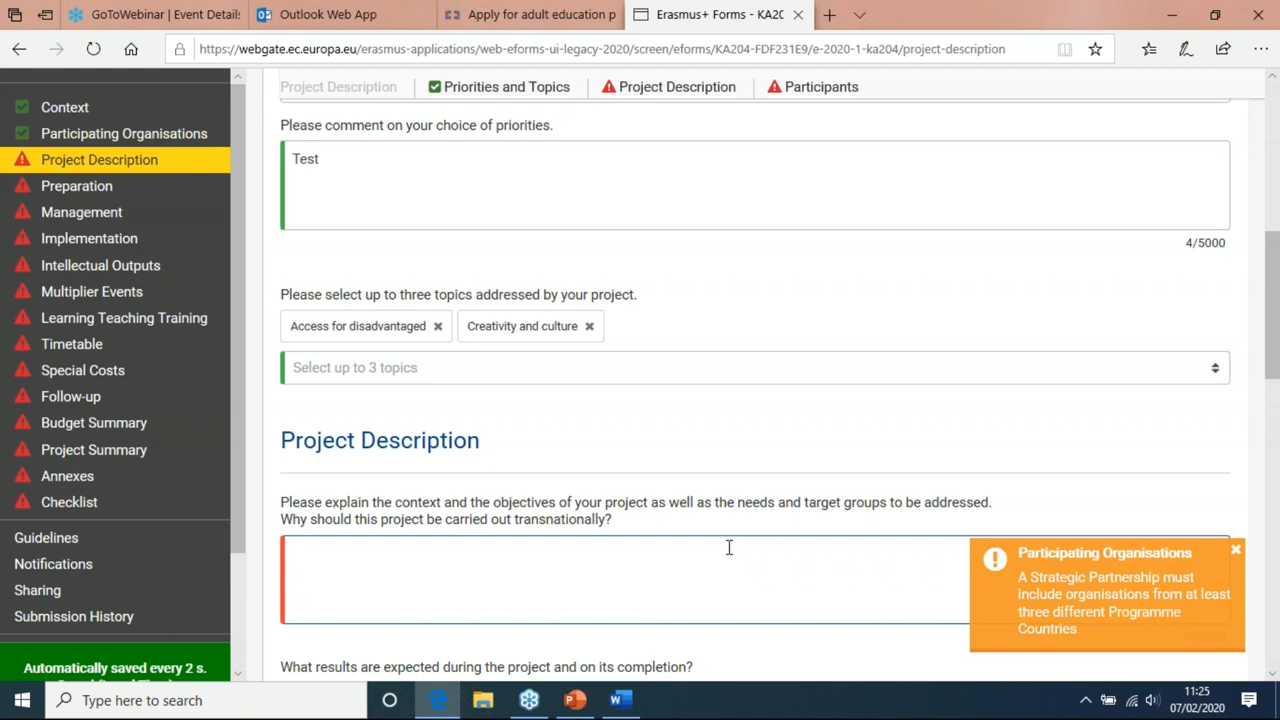 GoToWebinar | Event Details
Outlook Web App
Apply for adult education p
Erasmus+ Forms - KA20
https://webgate.ec.europa.eu/erasmus-applications/web-eforms-ui-legacy-2020/screen/eforms/KA204-FDF231E9/e-2020-1-ka204/project-description
Context
Participating Organisations
Project Description
Preparation
Management
Implementation
Intellectual Outputs
Multiplier Events
Learning Teaching Training
Timetable
Special Costs
Follow-up
Budget Summary
Project Summary
Annexes
Checklist
Guidelines
Notifications
Sharing
Submission History
Automatically saved every 2 s.
Project Description
Priorities and Topics
Project Description
Participants
Please comment on your choice of priorities.
Test
4/5000
Please select up to three topics addressed by your project.
Access for disadvantaged
Creativity and culture
Select up to 3 topics
Project Description
Please explain the context and the objectives of your project as well as the needs and target groups to be addressed.
Why should this project be carried out transnationally?
Participating Organisations
A Strategic Partnership must
include organisations from at least
three different Programme
Countries
What results are expected during the project and on its completion?
Type here to search
11:25
07/02/2020